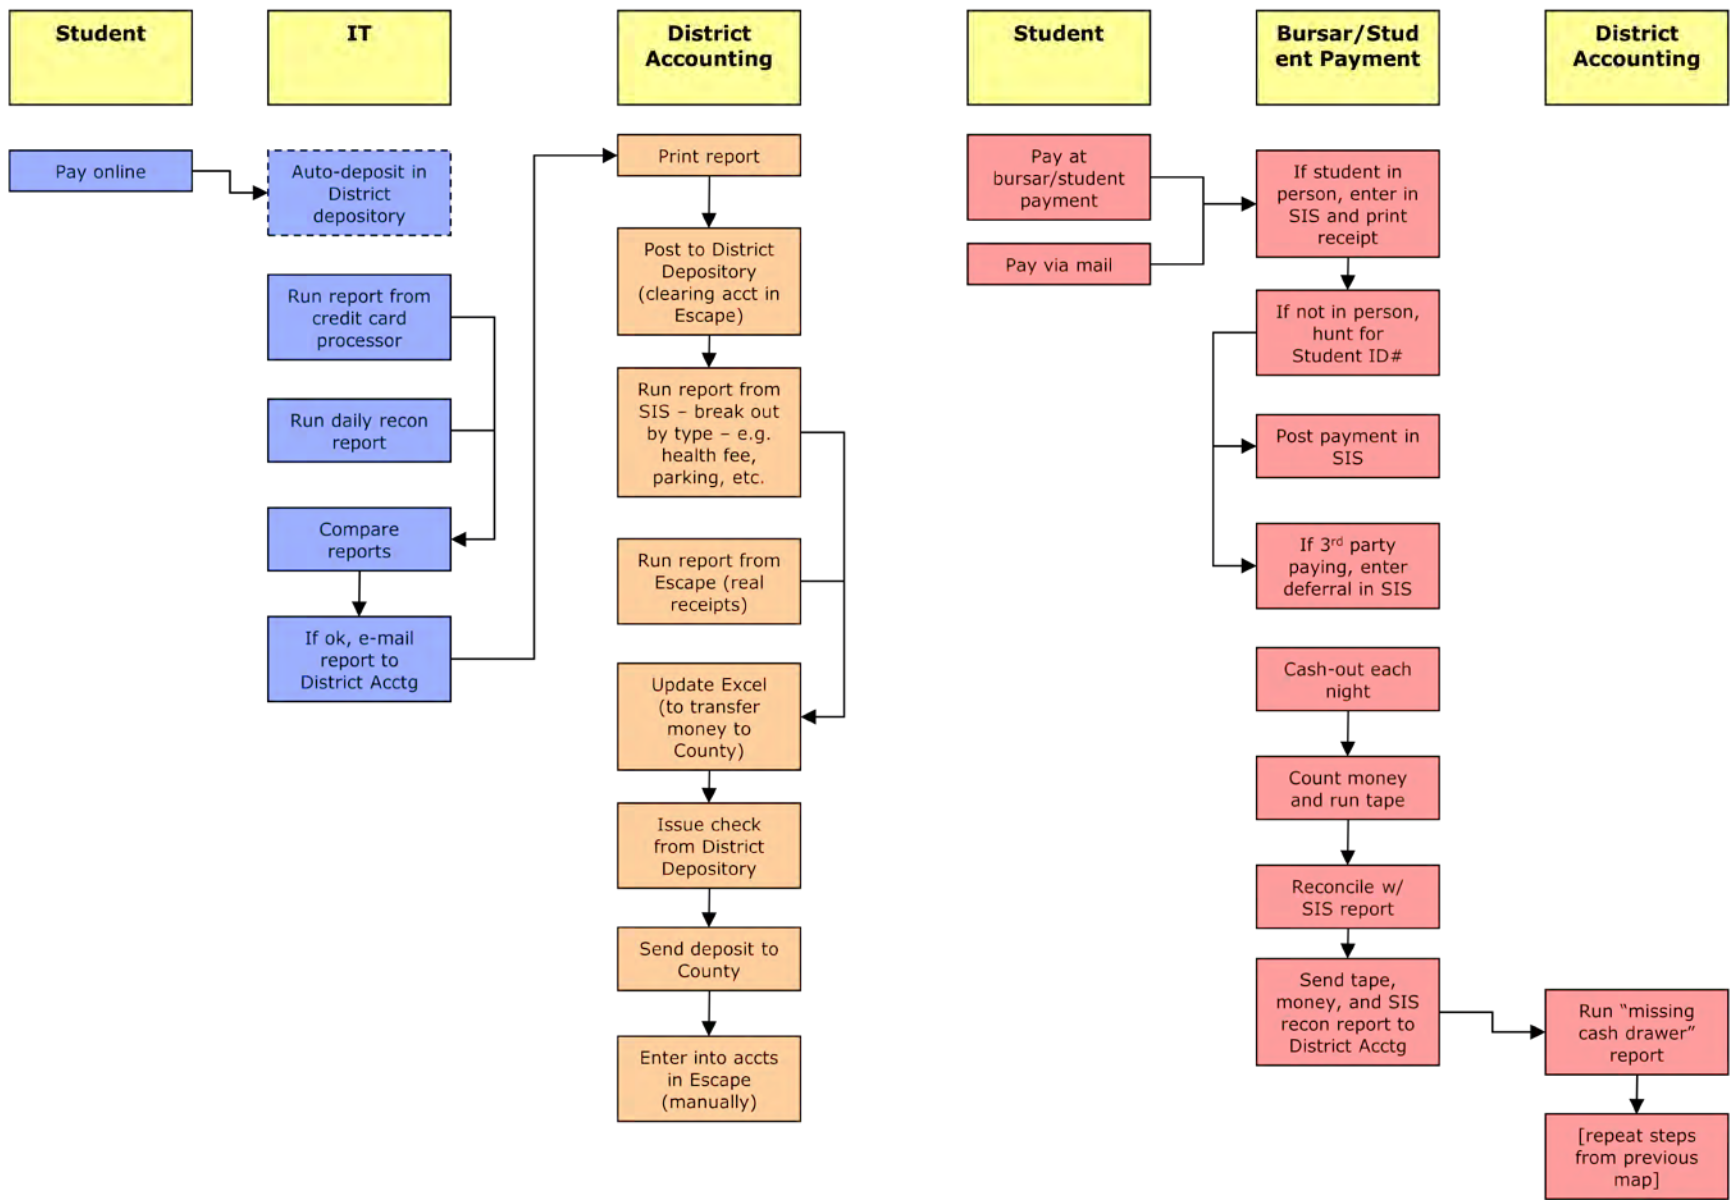 Student
IT
District
Accounting
Student
Bursar/Stud
ent Payment
District
Accounting
Pay online
Auto-deposit in
District
depository
Run report from
credit card
processor
Run daily recon
report
Compare
reports
If ok, e-mail
report to
District Acctg
Print report
Post to District
Depository
(clearing acct in
Escape)
Run report from
SIS – break out
by type – e.g.
health fee,
parking, etc.
Run report from
Escape (real
receipts)
Update Excel
(to transfer
money to
County)
Issue check
from District
Depository
Send deposit to
County
Enter into accts
in Escape
(manually)
Pay at
bursar/student
payment
Pay via mail
If student in
person, enter in
SIS and print
receipt
If not in person,
hunt for
Student ID#
Post payment in
SIS
If 3rd party
paying, enter
deferral in SIS
Cash-out each
night
Count money
and run tape
Reconcile w/
SIS report
Send tape,
money, and SIS
recon report to
District Acctg
Run “missing
cash drawer”
report
[repeat steps
from previous
map]